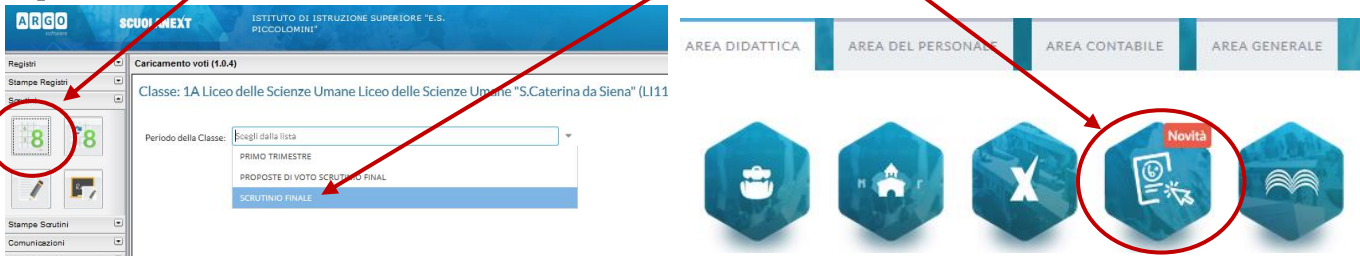 ARGO
software
SCUOLANEXT
ISTITUTO DI ISTRUZIONE SUPERIORE "E.S.
PICCOLOMINI"
Registri
Stampe Registri
Scrutini
8
8
Stampe Scrutini
Comunicazioni
Caricamento voti (1.0.4)
Classe: 1A Liceo delle Scienze Umane Liceo delle Scienze Umane "S.Caterina da Siena" (LI11
Periodo della Classe:
Scegli dalla lista
PRIMO TRIMESTRE
PROPOSTE DI VOTO SCRUTINIO FINAL
SCRUTINIO FINALE
AREA DIDATTICA
AREA DEL PERSONALE
AREA CONTABILE
AREA GENERALE
Novità